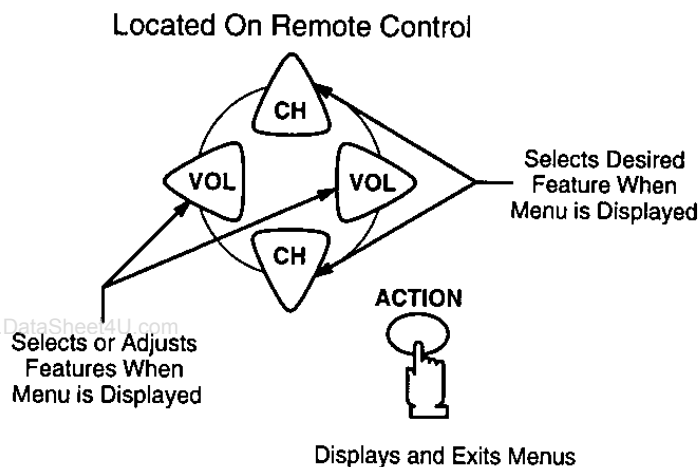 Located On Remote Control
CH
VOL
VOL
CH
Selects Desired
Feature When
Menu is Displayed
ACTION
.DataSheet4U.com
Selects or Adjusts
Features When
Menu is Displayed
Displays and Exits Menus